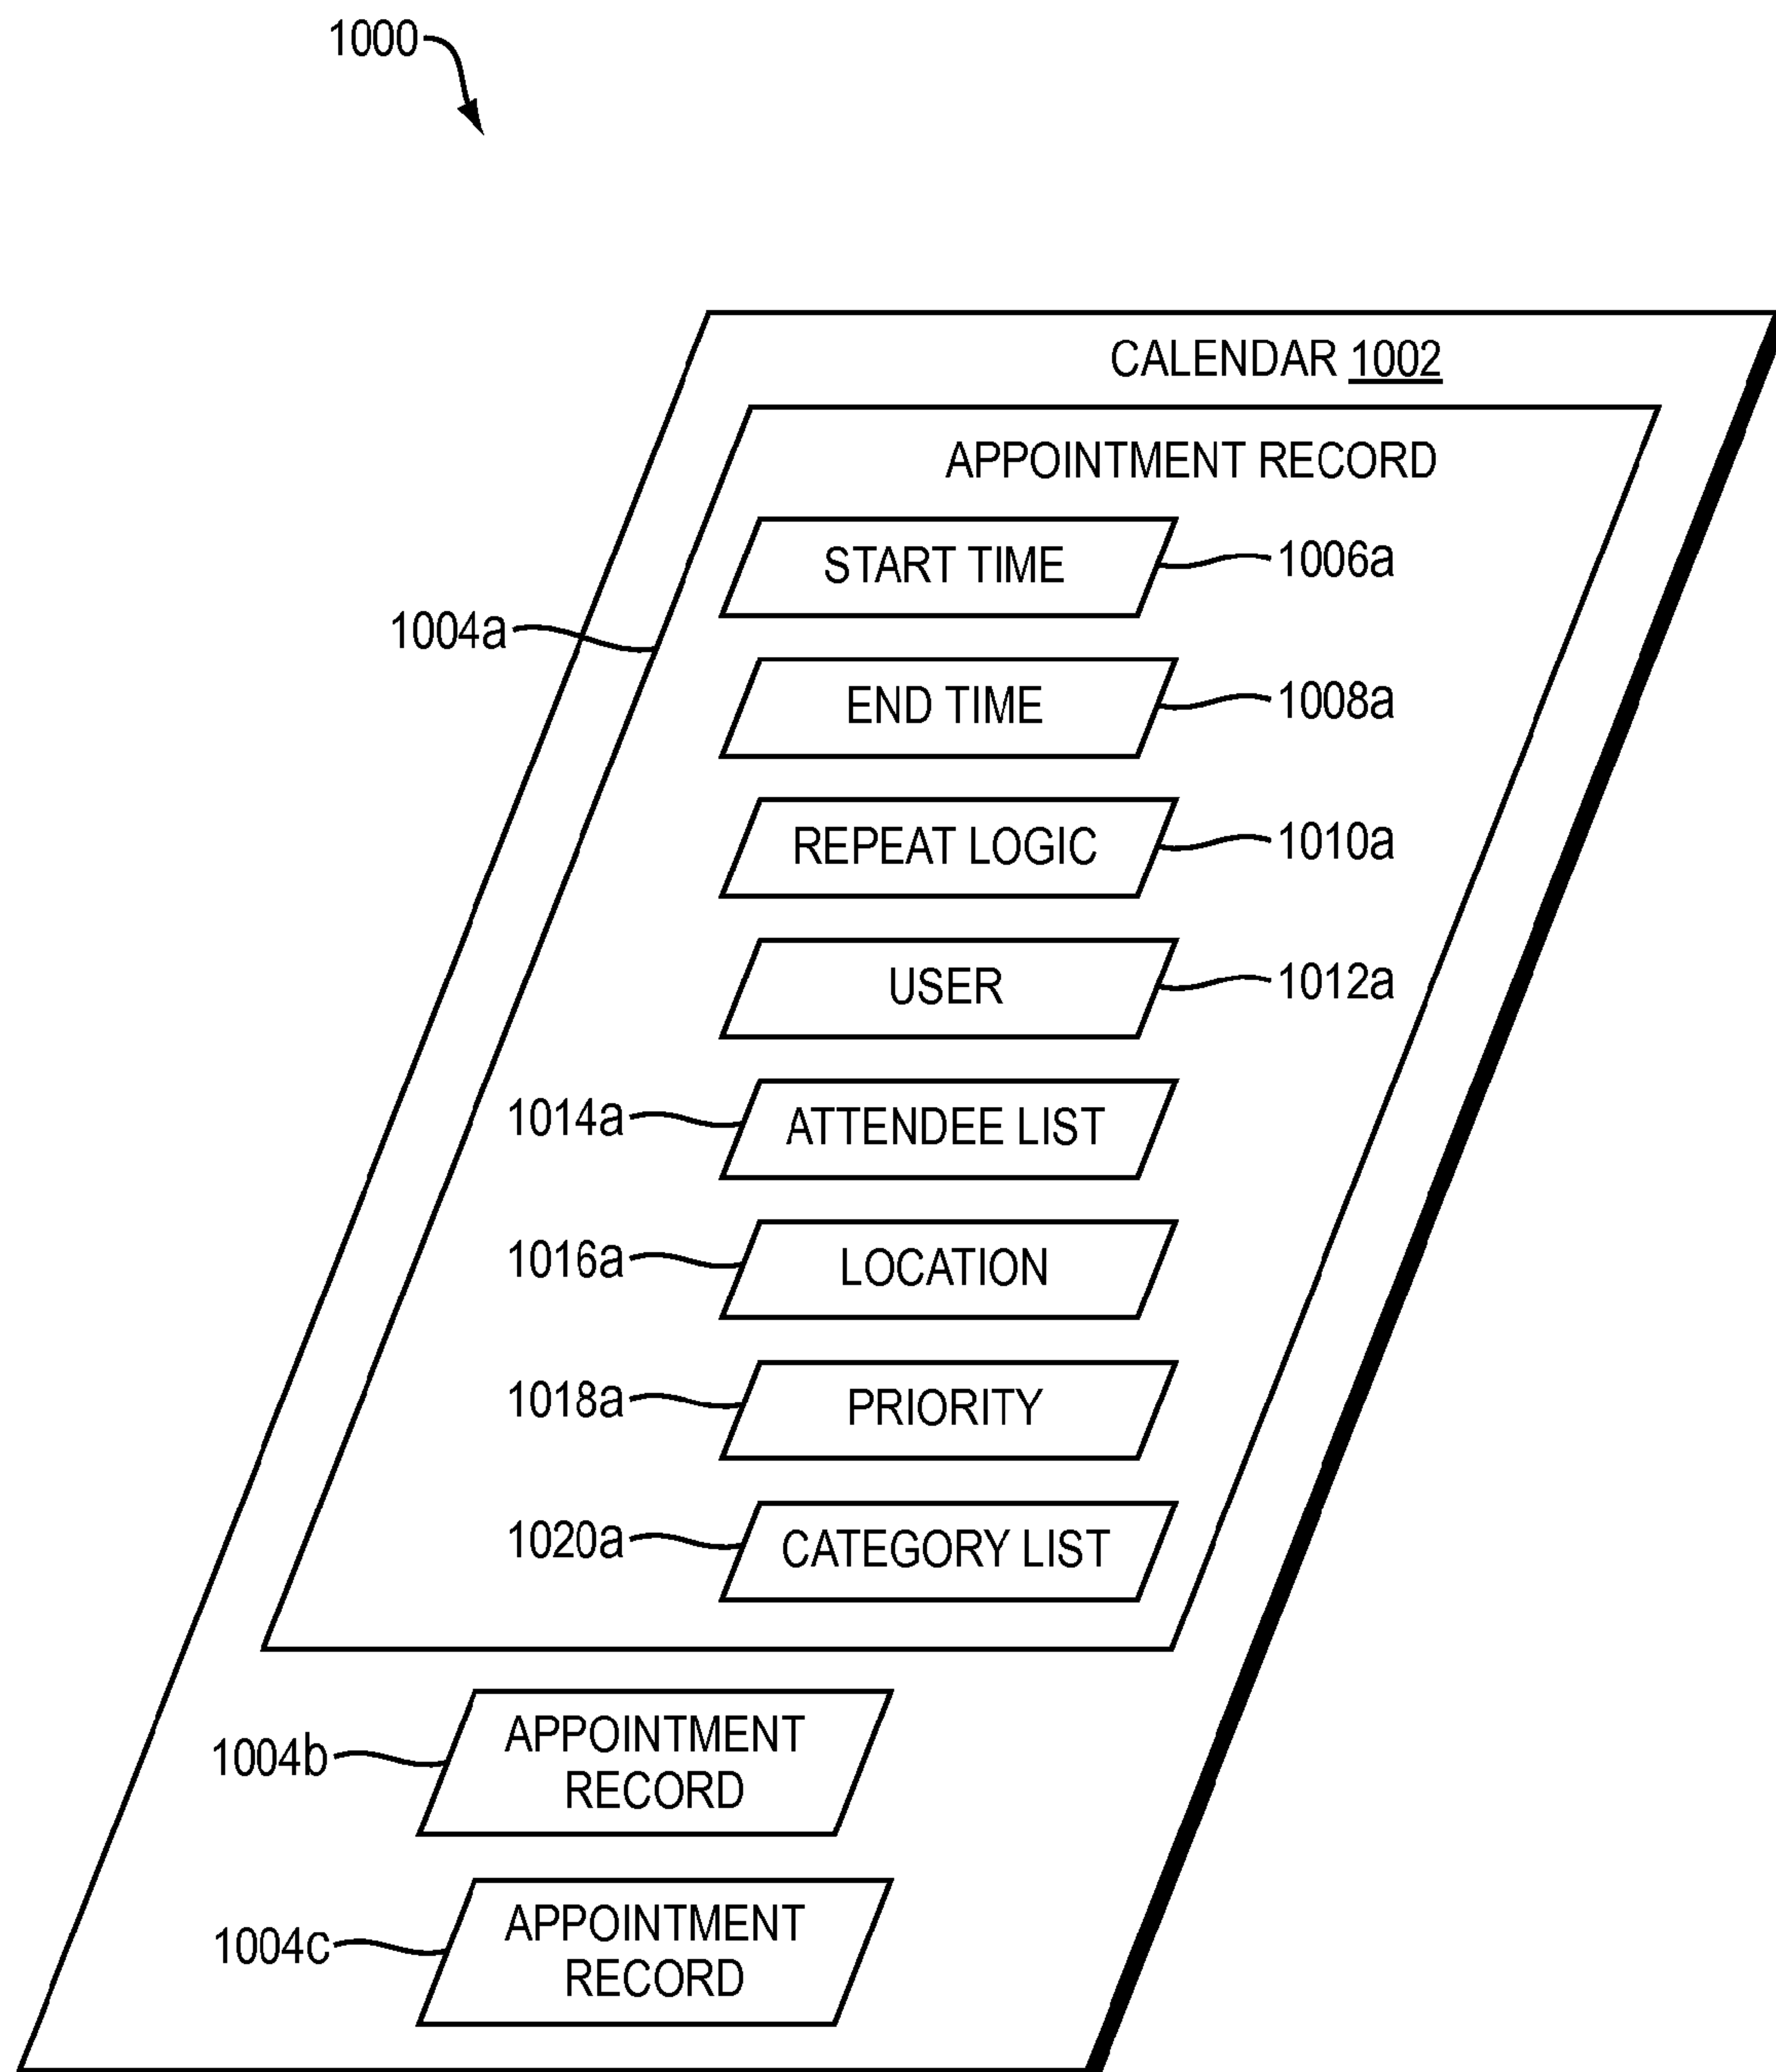 1000
CALENDAR 1002
APPOINTMENT RECORD
START TIME 1006a
1004a
END TIME 1008a
REPEAT LOGIC 1010a
USER 1012a
1014a ATTENDEE LIST
1016a LOCATION
1018a PRIORITY
1020a CATEGORY LIST
1004b
APPOINTMENT
RECORD
1004c
APPOINTMENT
RECORD